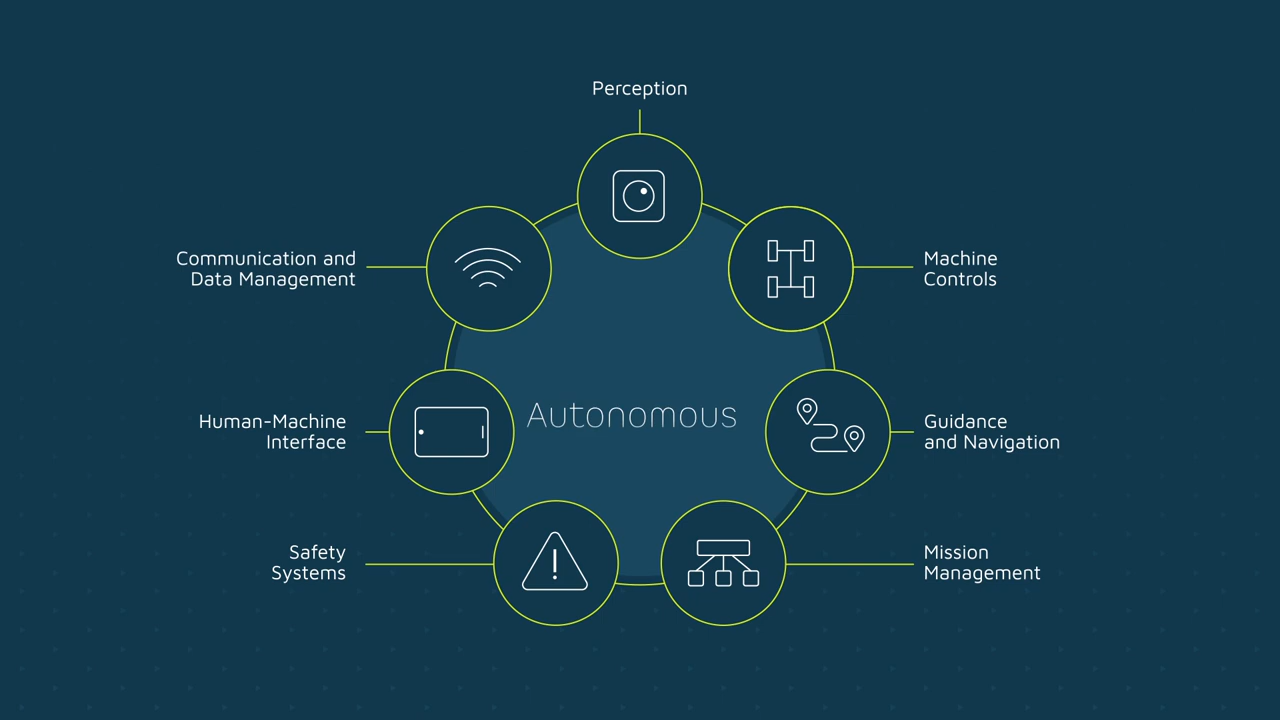 Perception
Communication and
Data Management
Machine
Controls
Autonomous
Human-Machine
Interface
Guidance
and Navigation
Safety
Systems
Mission
Management